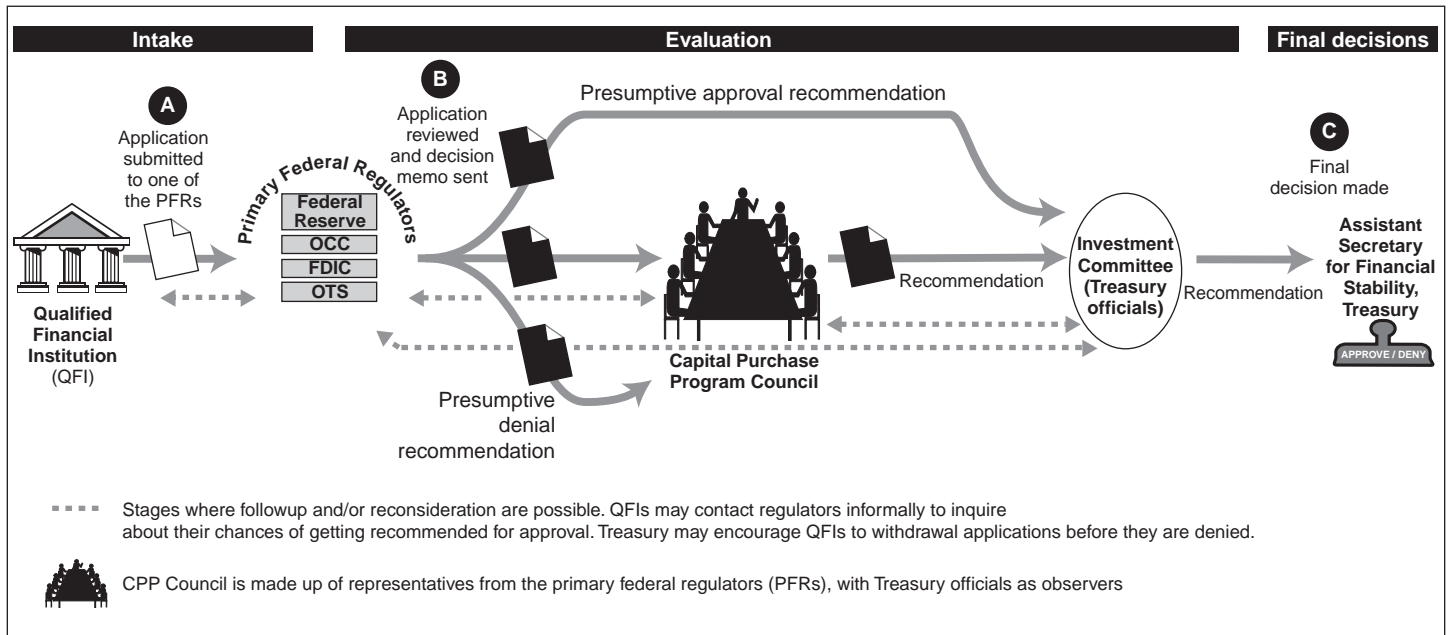 Intake
Evaluation
Final decisions
A
Application
submitted
to one of
the PFRs
Qualified
Financial
Institution
(QFI)
Primary Federal Regulators
Federal
Reserve
OCC
FDIC
OTS
B
Application
reviewed
and decision
memo sent
Presumptive approval recommendation
Presumptive
denial
recommendation
Capital Purchase
Program Council
Recommendation
Investment
Committee
(Treasury
officials)
Recommendation
C
Final
decision made
Assistant
Secretary
for Financial
Stability,
Treasury
APPROVE / DENY
Stages where followup and/or reconsideration are possible. QFIs may contact regulators informally to inquire
about their chances of getting recommended for approval. Treasury may encourage QFIs to withdrawal applications before they are denied.
CPP Council is made up of representatives from the primary federal regulators (PFRs), with Treasury officials as observers